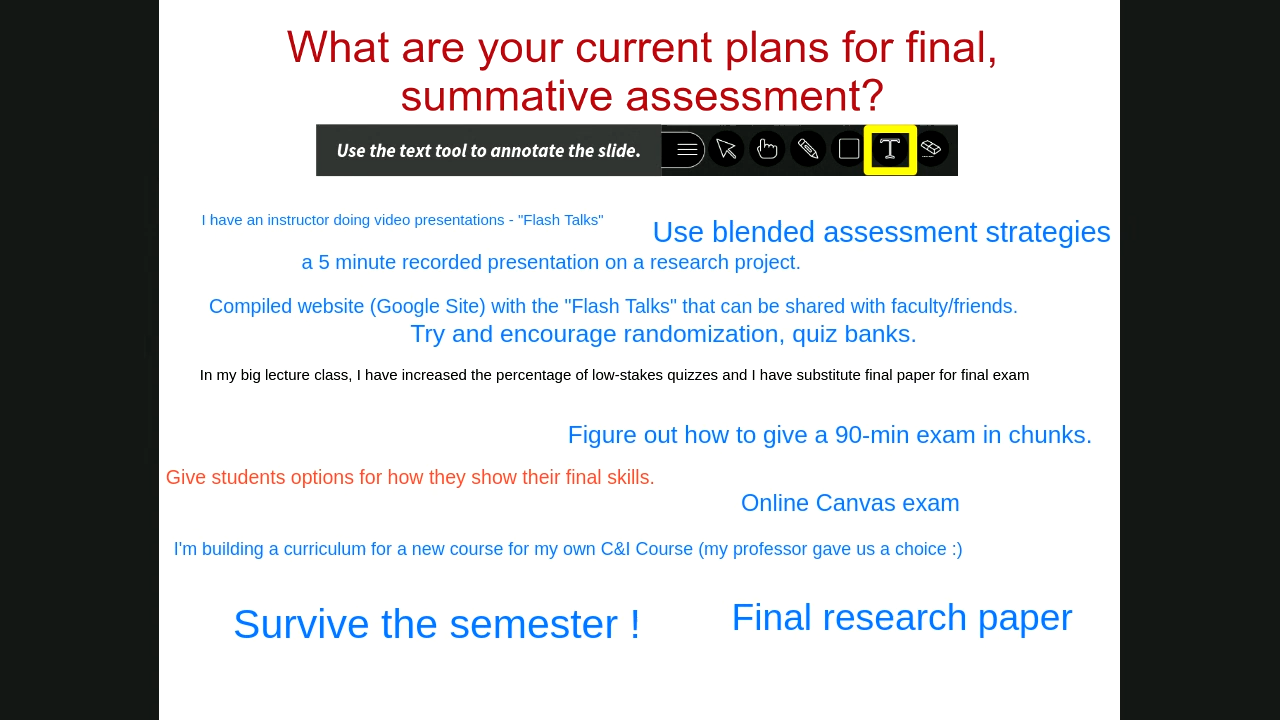 What are your current plans for final,
summative assessment?
Use the text tool to annotate the slide.
T
I have an instructor doing video presentations - "Flash Talks"
Use blended assessment strategies
a 5 minute recorded presentation on a research project.
Compiled website (Google Site) with the "Flash Talks" that can be shared with faculty/friends.
Try and encourage randomization, quiz banks.
In my big lecture class, I have increased the percentage of low-stakes quizzes and I have substitute final paper for final exam
Figure out how to give a 90-min exam in chunks.
Give students options for how they show their final skills.
Online Canvas exam
I'm building a curriculum for a new course for my own C&I Course (my professor gave us a choice :)
Survive the semester !
Final research paper